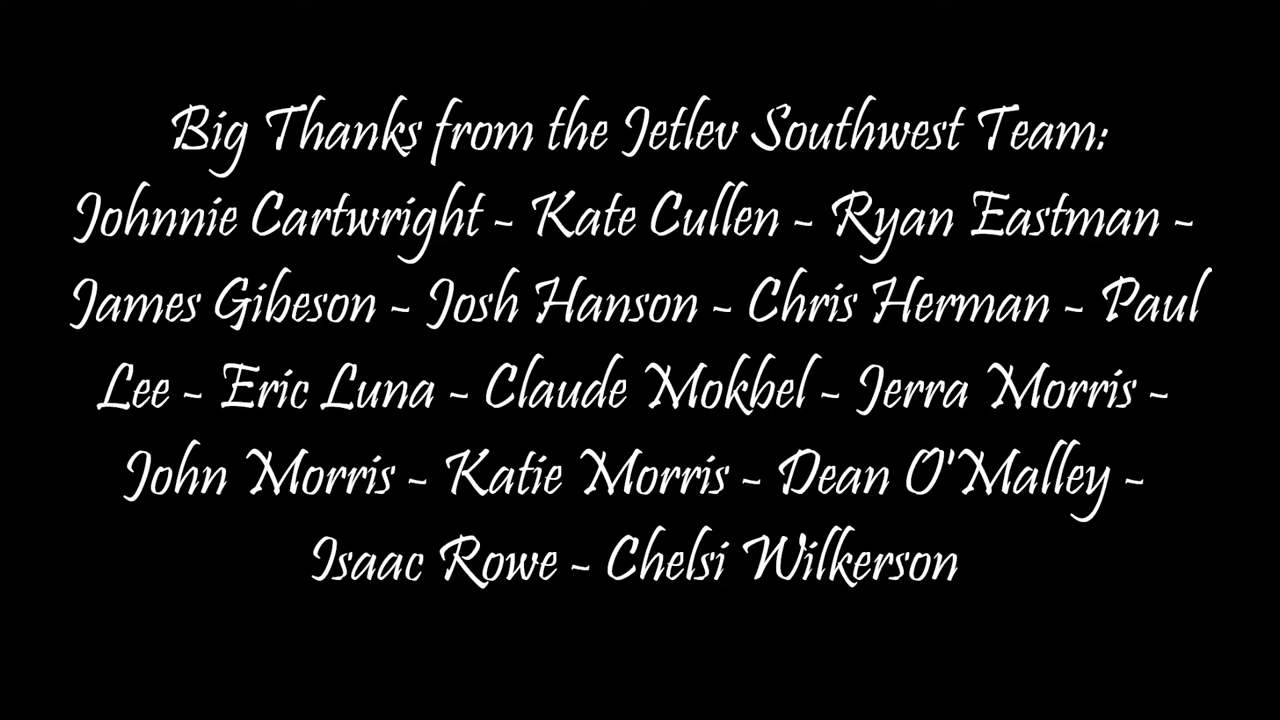 Big Thanks from the Jetlev Southwest Team:
Johnnie Cartwright - Kate Cullen - Ryan Eastman -
James Gibeson - Josh Hanson - Chris Herman - Paul
Lee - Eric Luna - Claude Mokbel - Jerra Morris -
John Morris - Katie Morris - Dean O'Malley -
Isaac Rowe - Chelsi Wilkerson